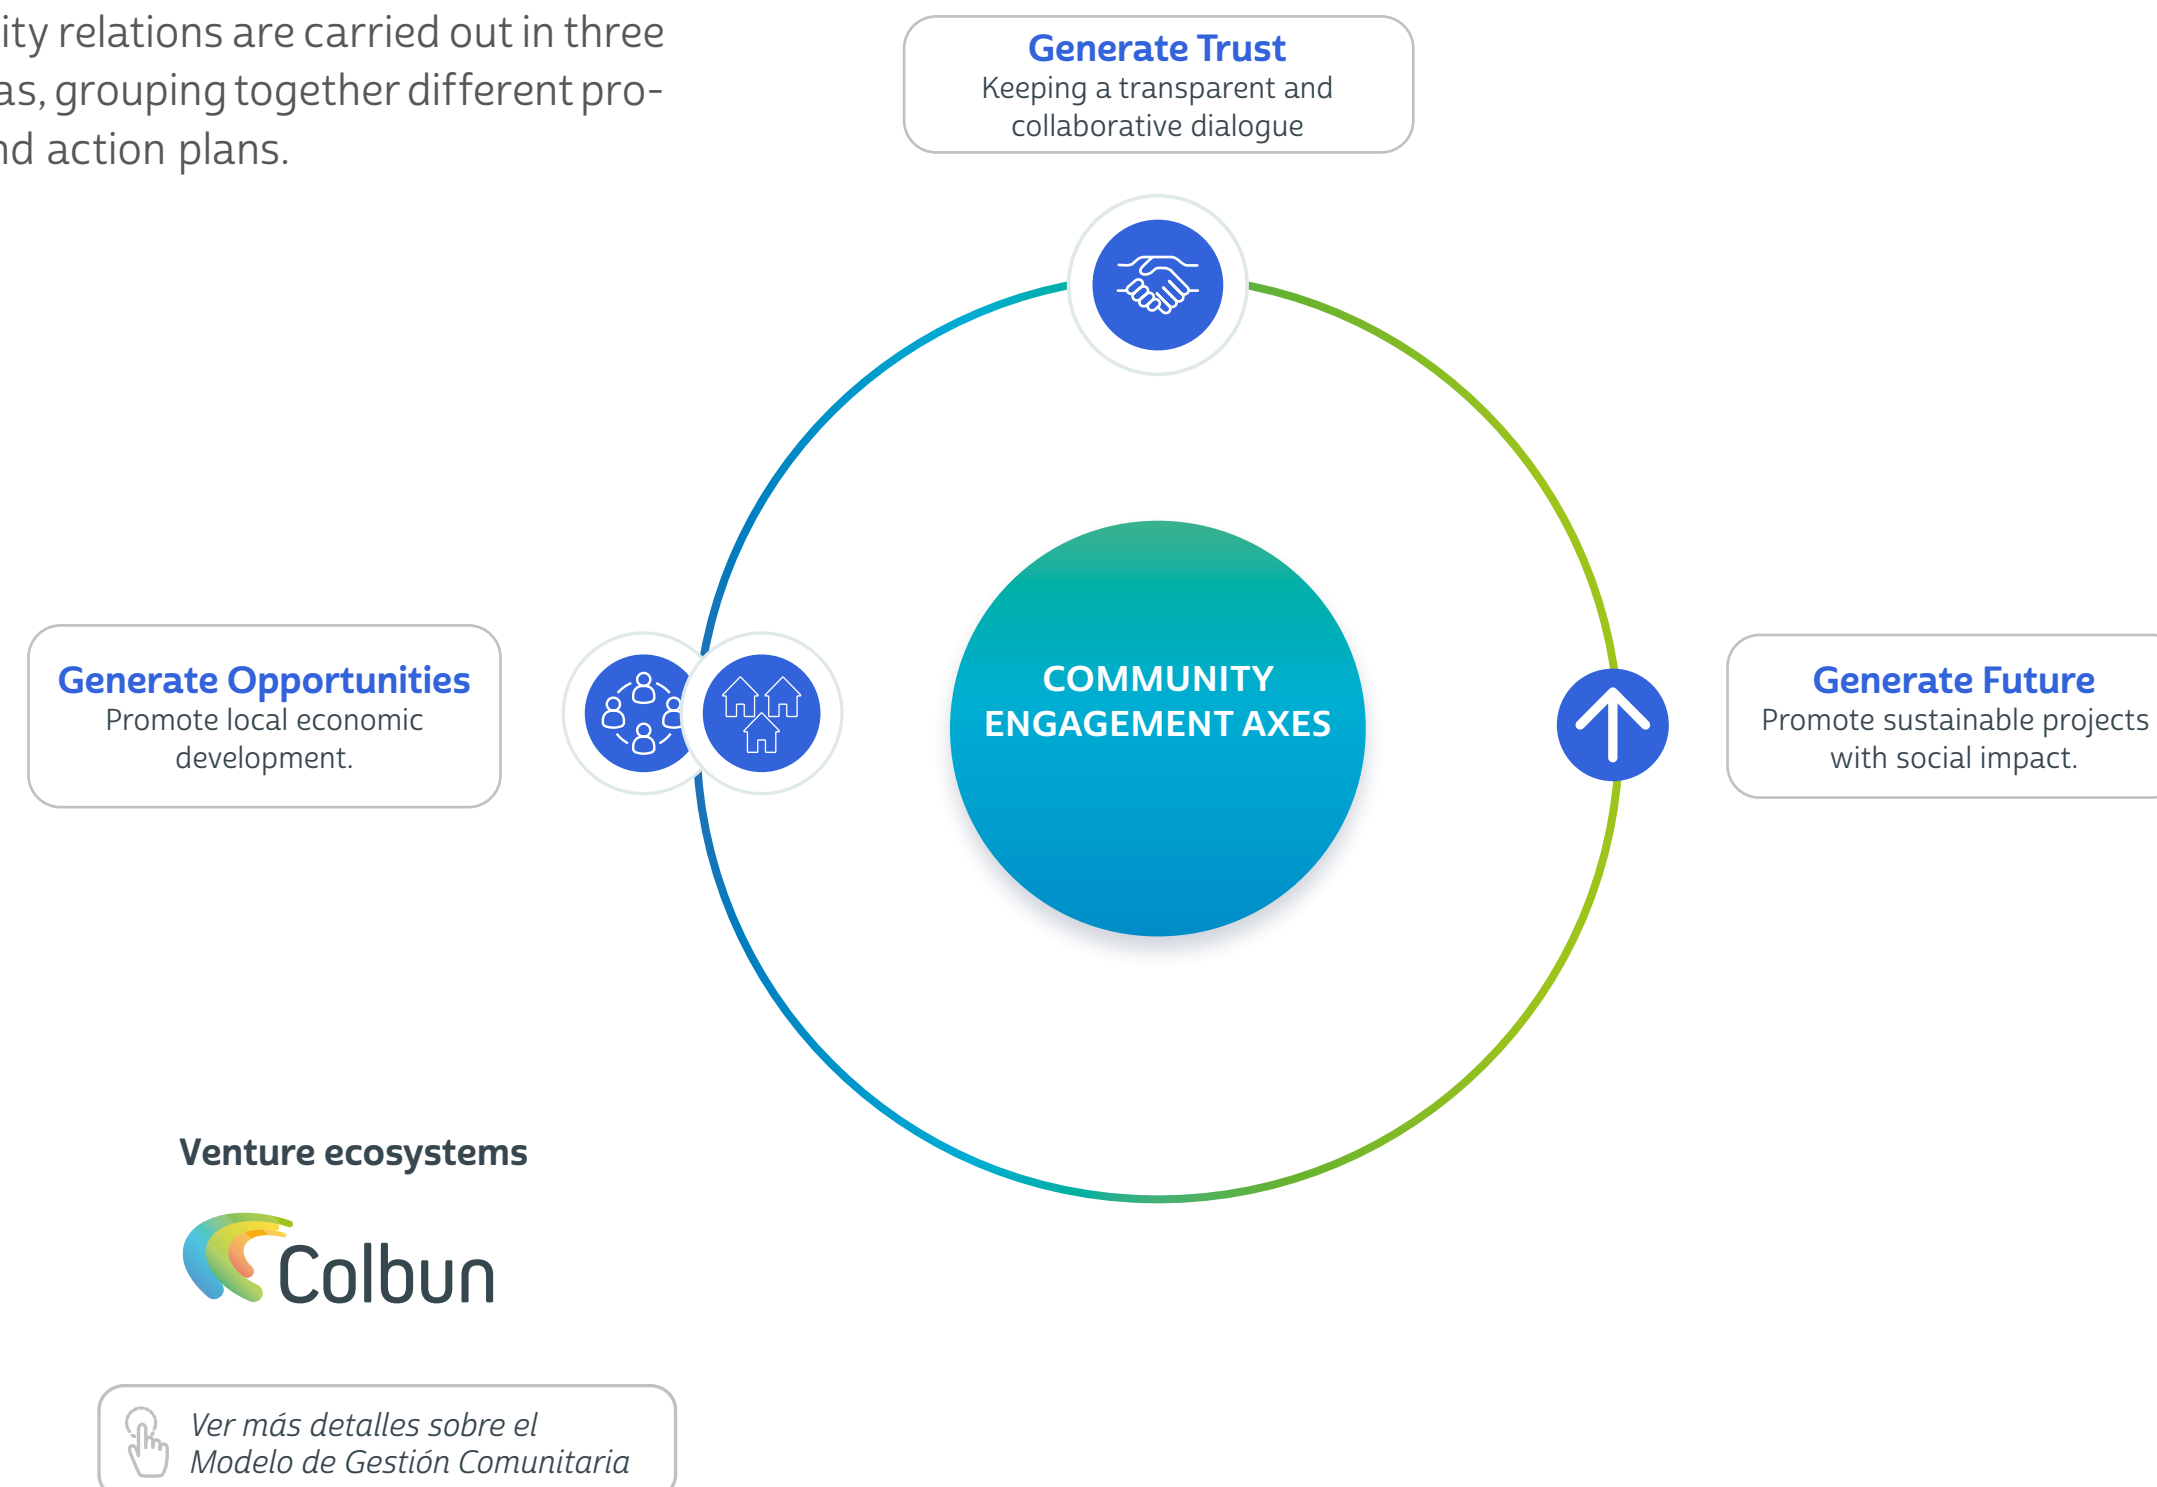 ity relations are carried out in three
as, grouping together different pro-
nd action plans.
Generate Trust
Keeping a transparent and
collaborative dialogue
Generate Opportunities
Promote local economic
development.
COMMUNITY
ENGAGEMENT AXES
Generate Future
Promote sustainable projects
with social impact.
Venture ecosystems
Colbun
Ver más detalles sobre el
Modelo de Gestión Comunitaria